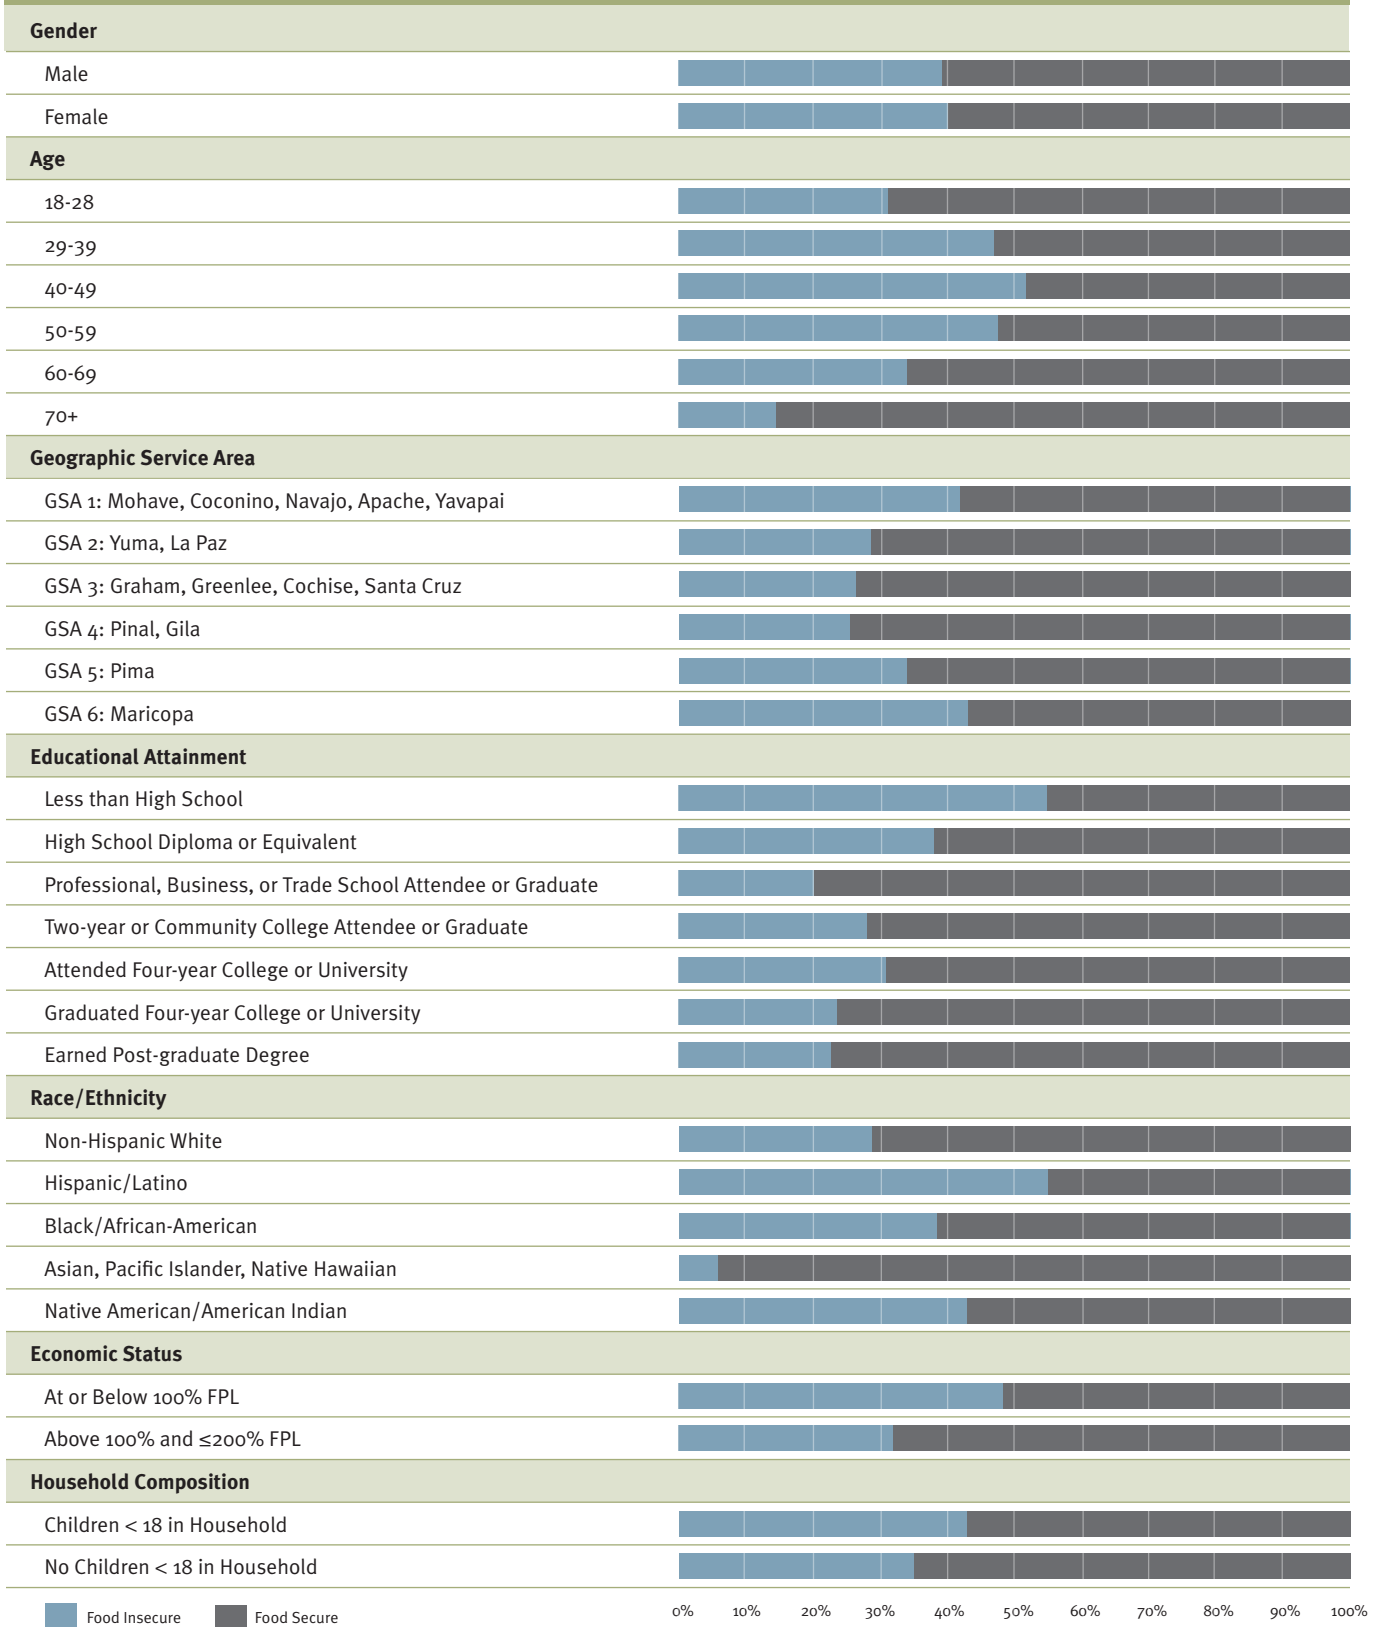 Gender
Male
Female
Age
18-28
29-39
40-49
50-59
60-69
70+
Geographic Service Area
GSA 1: Mohave, Coconino, Navajo, Apache, Yavapai
GSA 2: Yuma, La Paz
GSA 3: Graham, Greenlee, Cochise, Santa Cruz
GSA 4: Pinal, Gila
GSA 5: Pima
GSA 6: Maricopa
Educational Attainment
Less than High School
High School Diploma or Equivalent
Professional, Business, or Trade School Attendee or Graduate
Two-year or Community College Attendee or Graduate
Attended Four-year College or University
Graduated Four-year College or University
Earned Post-graduate Degree
Race/Ethnicity
Non-Hispanic White
Hispanic/Latino
Black/African-American
Asian, Pacific Islander, Native Hawaiian
Native American/American Indian
Economic Status
At or Below 100% FPL
Above 100% and ≤200% FPL
Household Composition
Children < 18 in Household
No Children < 18 in Household
Food Insecure Food Secure 0% 10% 20% 30% 40% 50% 60% 70% 80% 90% 100%